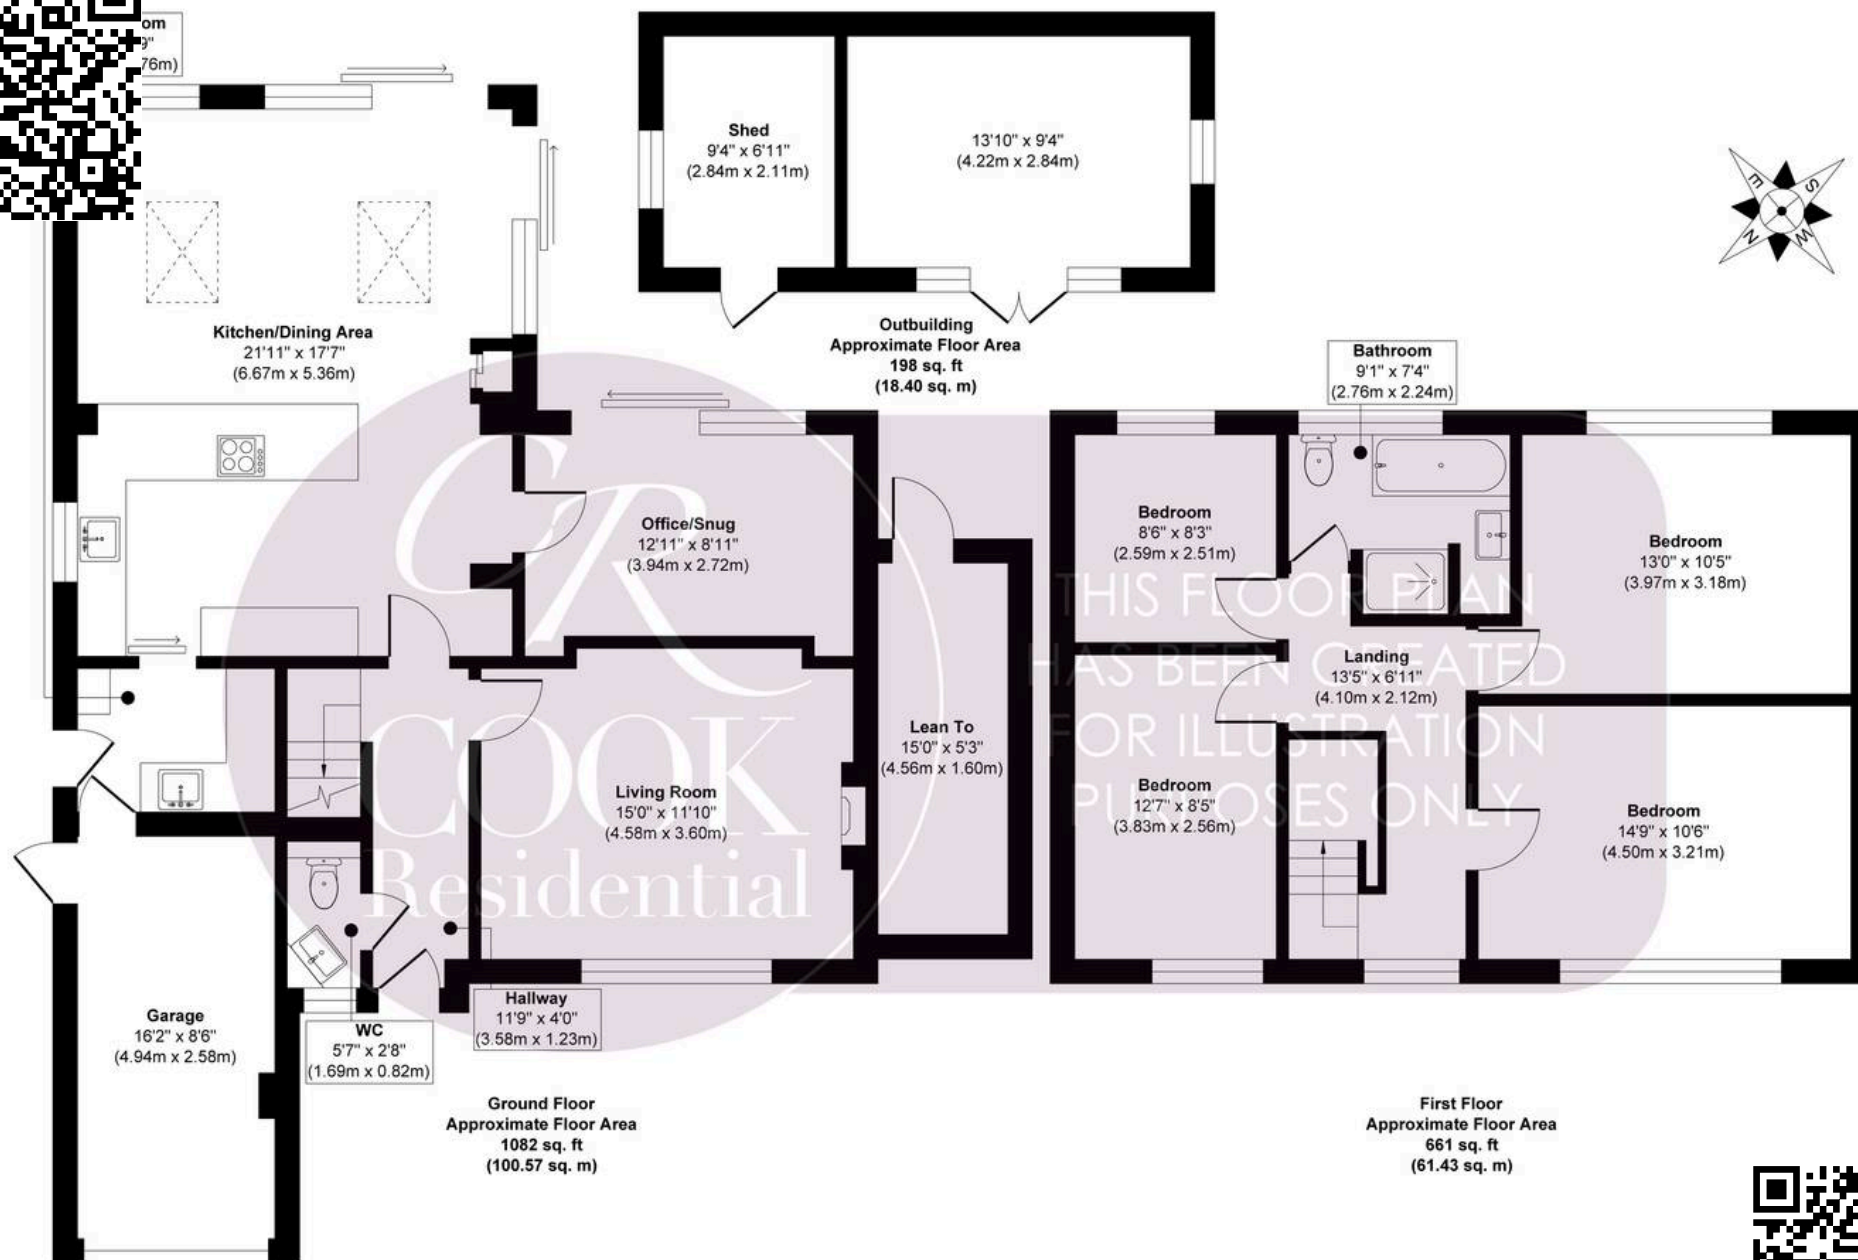 9"
76m)
Shed
9'4" x 6'11"
(2.84m x 2.11m)
13'10" x 9'4"
(4.22m x 2.84m)
E
S
N
W
Kitchen/Dining Area
21'11" x 17'7"
(6.67m x 5.36m)
Outbuilding
Approximate Floor Area
198 sq. ft
(18.40 sq. m)
Bathroom
9'1" x 7'4"
(2.76m x 2.24m)
Office/Snug
12'11" x 8'11"
(3.94m x 2.72m)
Bedroom
8'6" x 8'3"
(2.59m x 2.51m)
Bedroom
13'0" x 10'5"
(3.97m x 3.18m)
Landing
13'5" x 6'11"
(4.10m x 2.12m)
Lean To
15'0" x 5'3"
(4.56m x 1.60m)
Living Room
15'0" x 11'10"
(4.58m x 3.60m)
Bedroom
12'7" x 8'5"
(3.83m x 2.56m)
Bedroom
14'9" x 10'6"
(4.50m x 3.21m)
Garage
16'2" x 8'6"
(4.94m x 2.58m)
WC
5'7" x 2'8"
(1.69m x 0.82m)
Hallway
11'9" x 4'0"
(3.58m x 1.23m)
Ground Floor
Approximate Floor Area
1082 sq. ft
(100.57 sq. m)
First Floor
Approximate Floor Area
661 sq. ft
(61.43 sq. m)
CR
COOK
Residential
THIS FLOOR PLAN
HAS BEEN CREATED
FOR ILLUSTRATION
PURPOSES ONLY